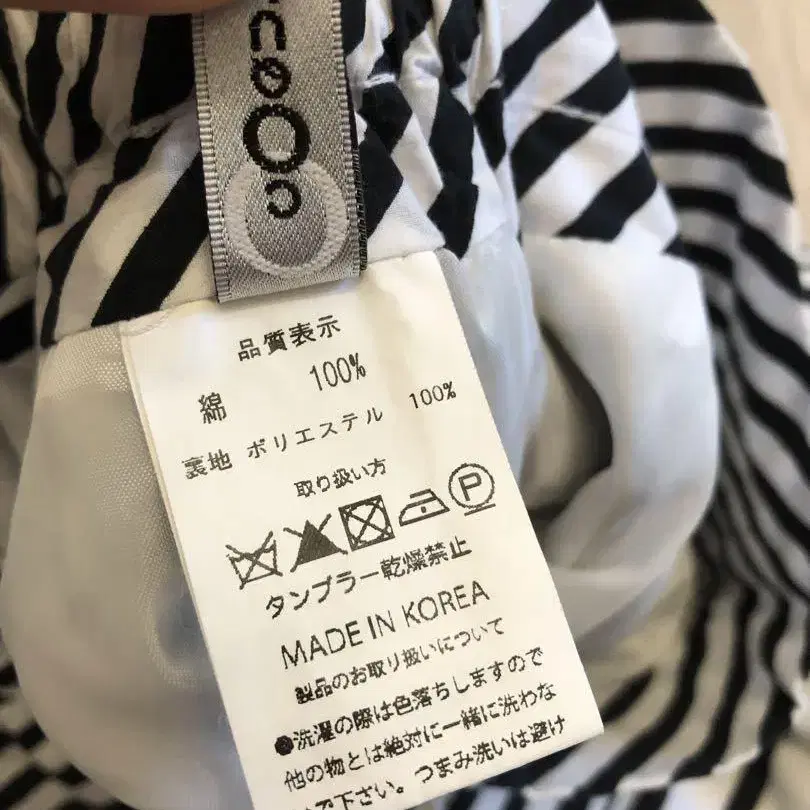 品質表示
綿 100%
裏地 ポリエステル 100%
取り扱い方
P
タンブラー乾燥禁止
MADE IN KOREA
製品のお取り扱いについて
●洗濯の際は色落ちしますので
他の物とは絶対に一緒に洗わな
で下さい。つまみ洗いは避け